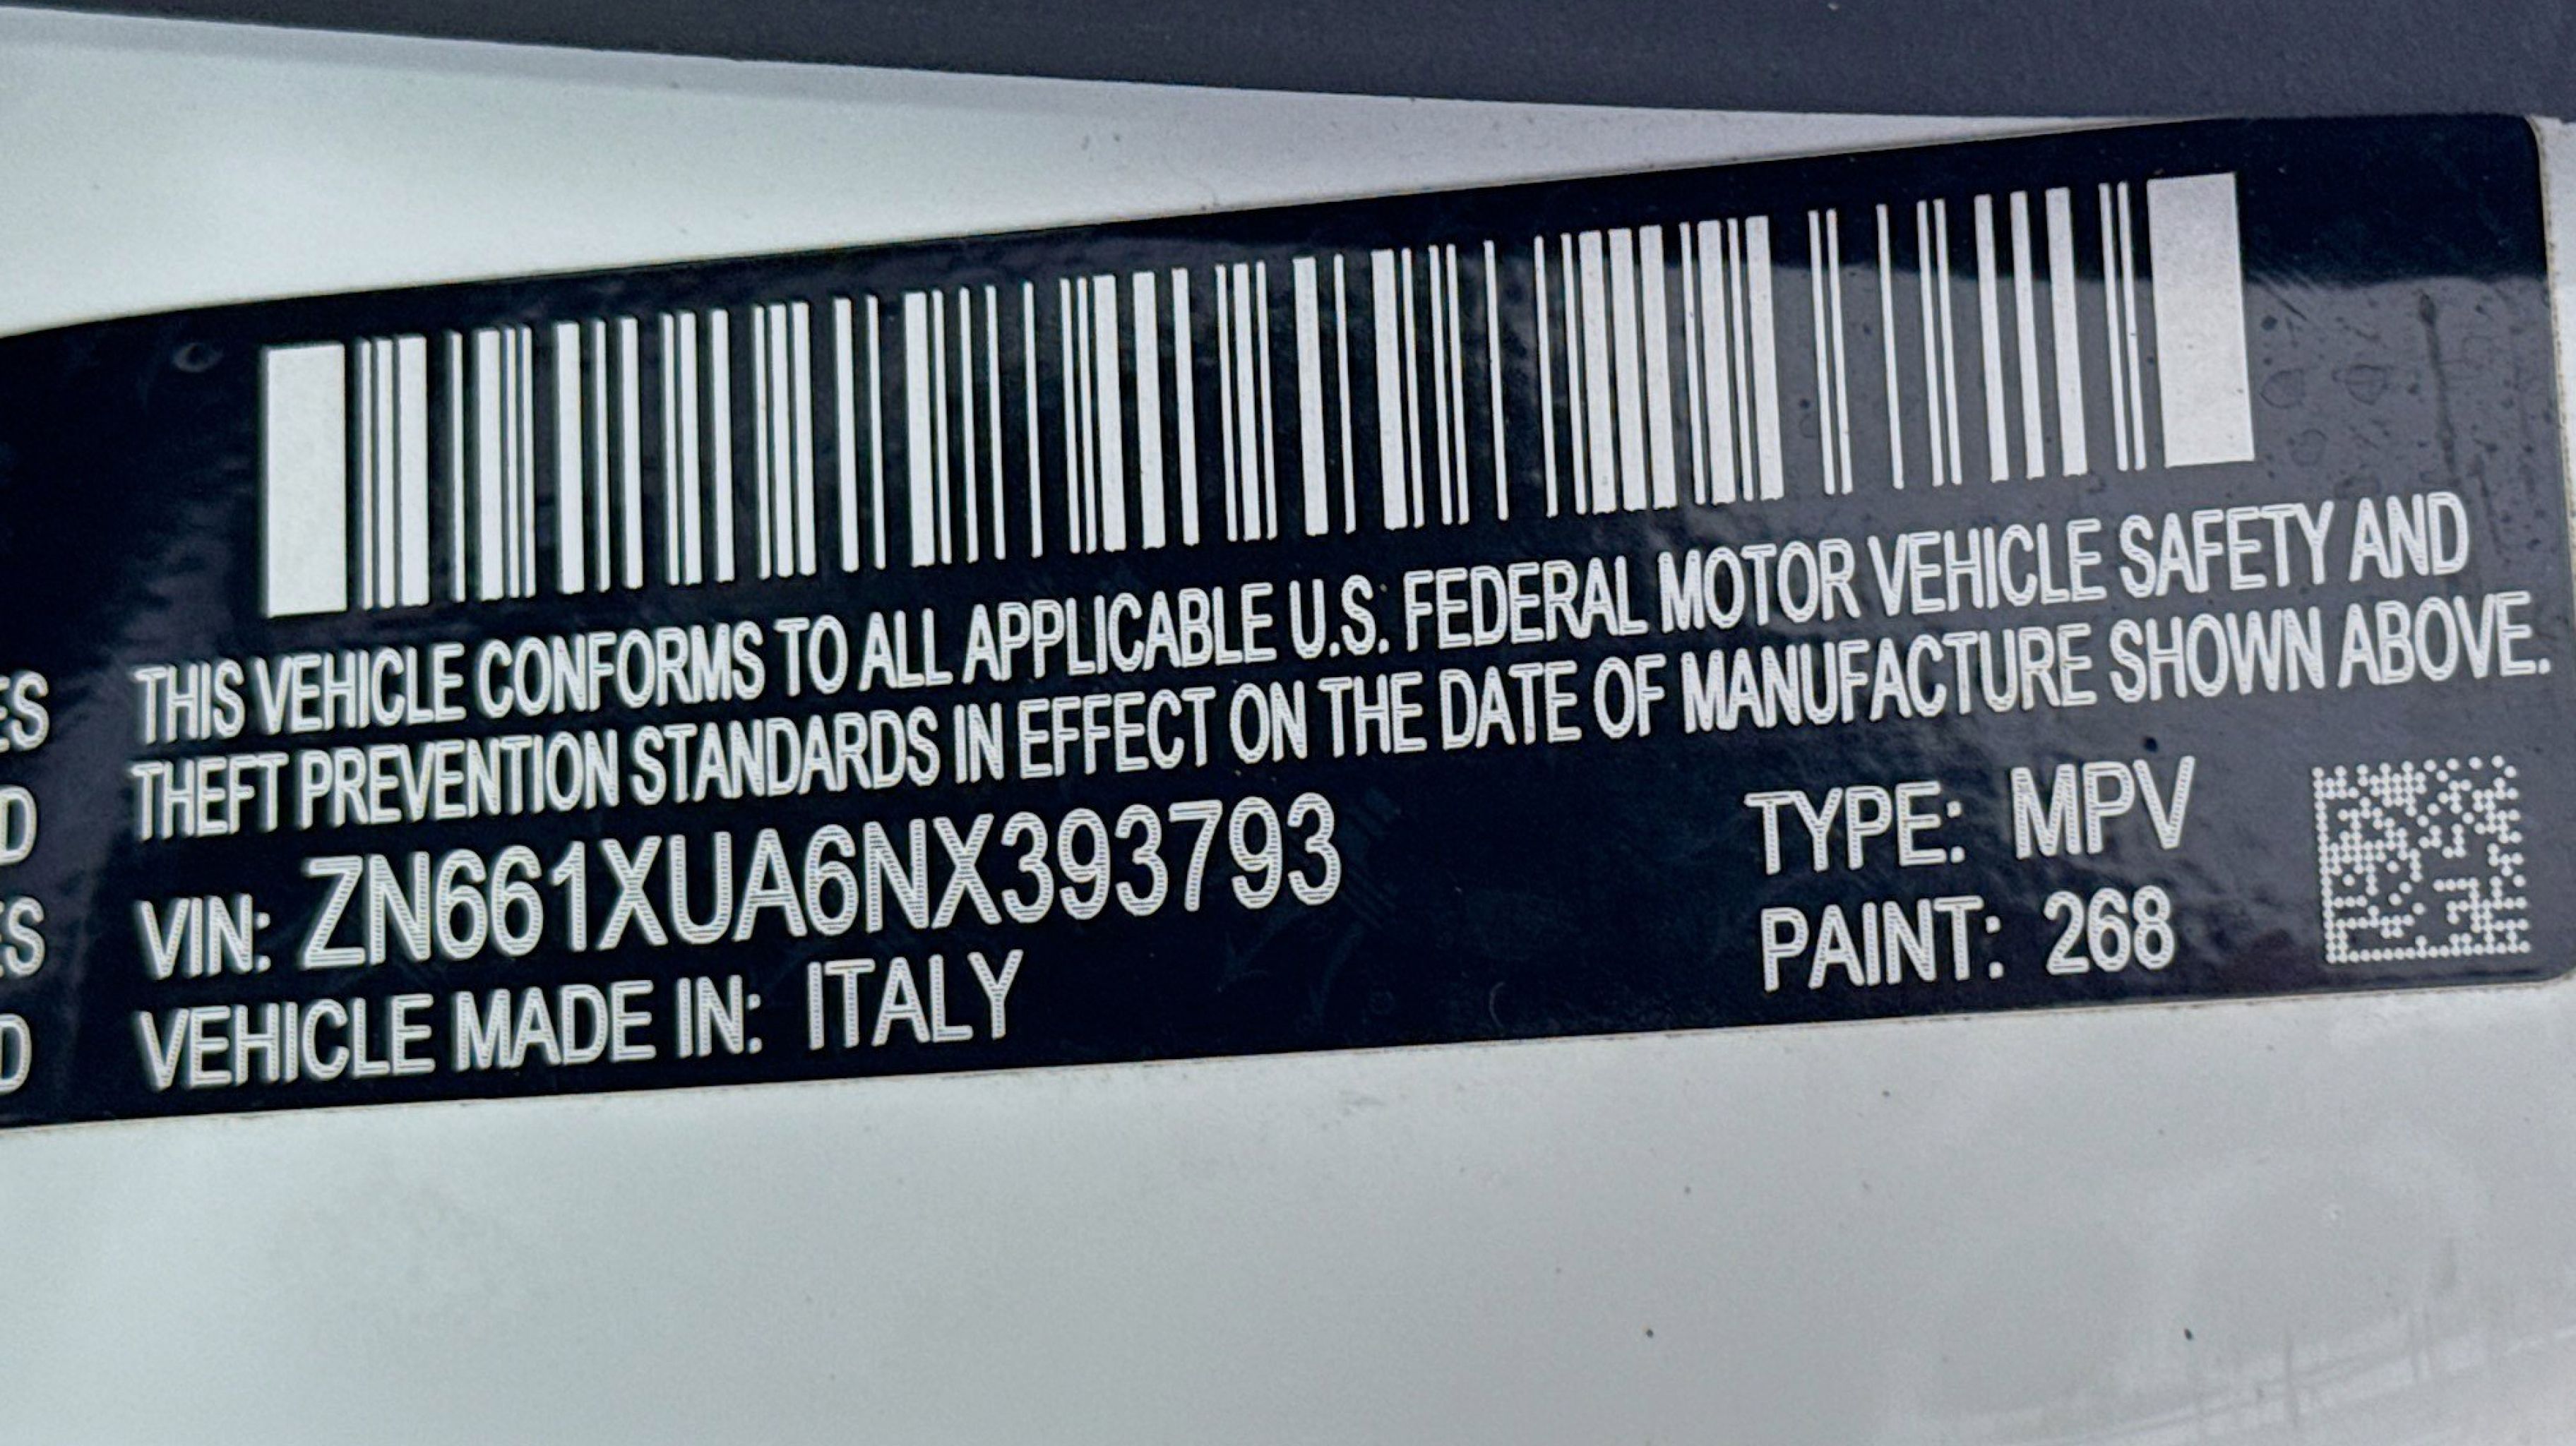 THIS VEHICLE CONFORMS TO ALL APPLICABLE U.S. FEDERAL MOTOR VEHICLE SAFETY AND
THEFT PREVENTION STANDARDS IN EFFECT ON THE DATE OF MANUFACTURE SHOWN ABOVE.
VIN: ZN661XUA6NX393793
TYPE: MPV
VEHICLE MADE IN: ITALY
PAINT: 268